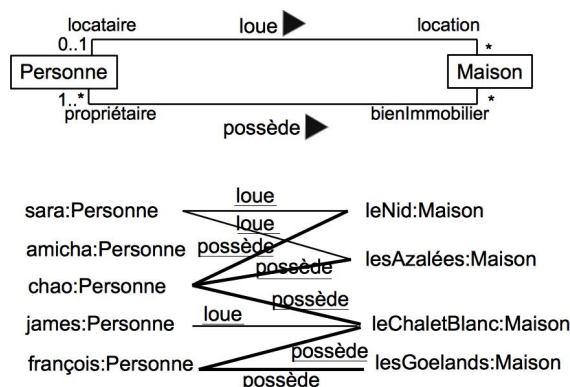 locataire loue location
0..1 *
Personne Maison
1..* *
propriétaire bienImmobilier
possède
loue
sara:Personne leNid:Maison
loue
amicha:Personne possède
possède lesAzalées:Maison
chao:Personne
possède
loue
james:Personne leChaletBlanc:Maison
possède
françois:Personne lesGoelands:Maison
possède